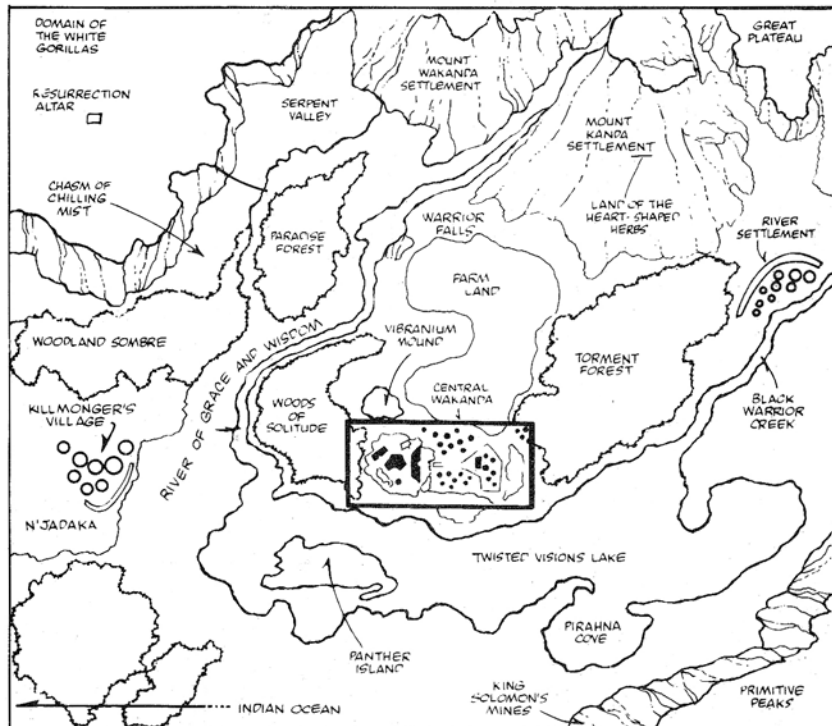 DOMAIN OF
THE WHITE
GORILLAS
RESURRECTION
ALTAR
SERPENT
VALLEY
MOUNT
WAKANDA
SETTLEMENT
GREAT
PLATEAU
MOUNT
KANDA
SETTLEMENT
LAND OF THE
HEART-SHAPED
HERBS
CHASM OF
CHILLING
MIST
PARADISE
FOREST
WARRIOR
FALLS
RIVER
SETTLEMENT
FARM
LAND
WOODLAND SOMBRE
RIVER OF GRACE AND WISDOM
VIBRANIUM
MOUND
TORMENT
FOREST
KILLMONGER'S
VILLAGE
WOODS
OF
SOLITUDE
CENTRAL
WAKANDA
BLACK
WARRIOR
CREEK
N'JADAKA
TWISTED VISIONS LAKE
PANTHER
ISLAND
PIRAHNA
COVE
INDIAN OCEAN
KING
SOLOMON'S
MINES
PRIMITIVE
PEAKS